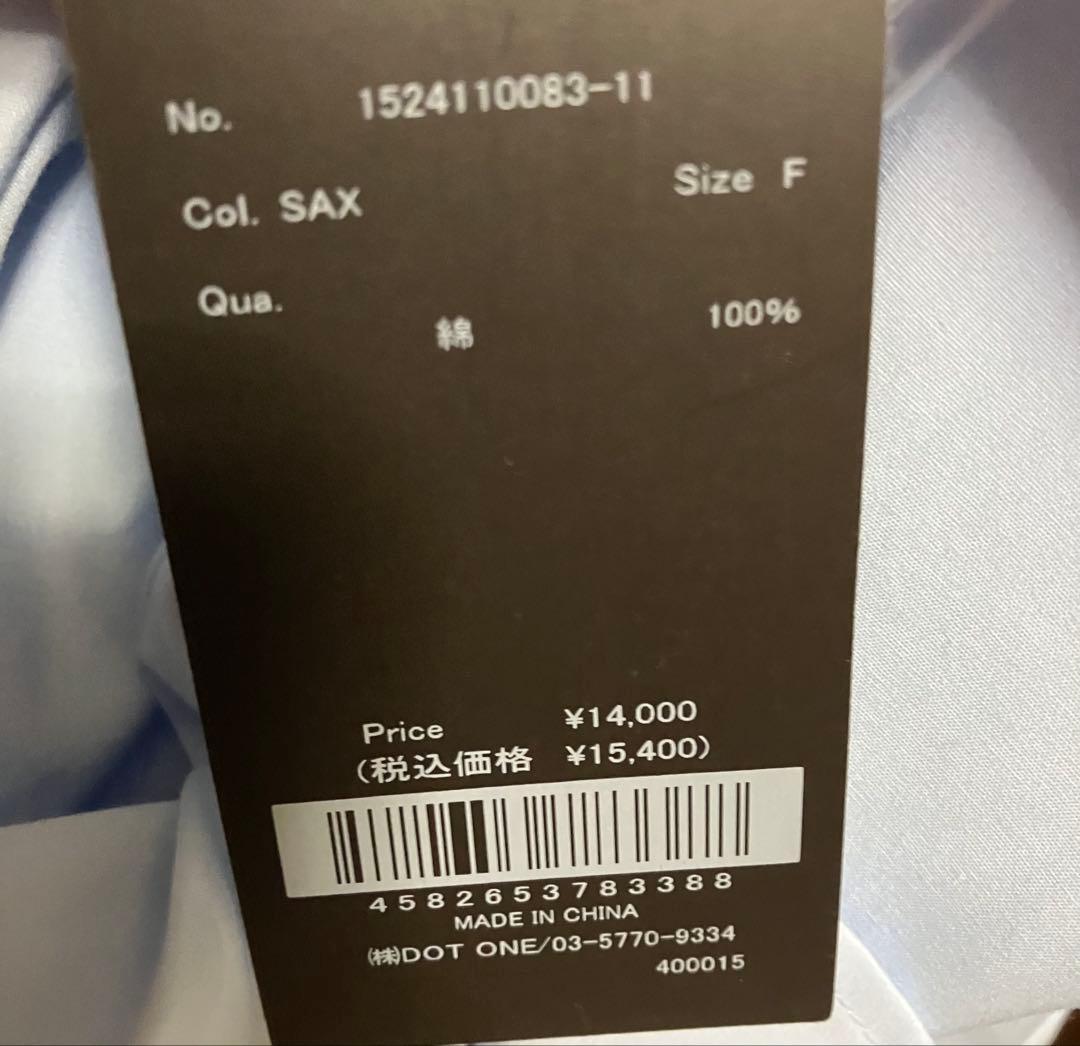 No. 1524110083-11
Col. SAX Size F
Qua.
綿 100%
Price ¥14,000
(税込価格 ¥15,400)
4582653783388
MADE IN CHINA
㈱DOT ONE/03-5770-9334
400015